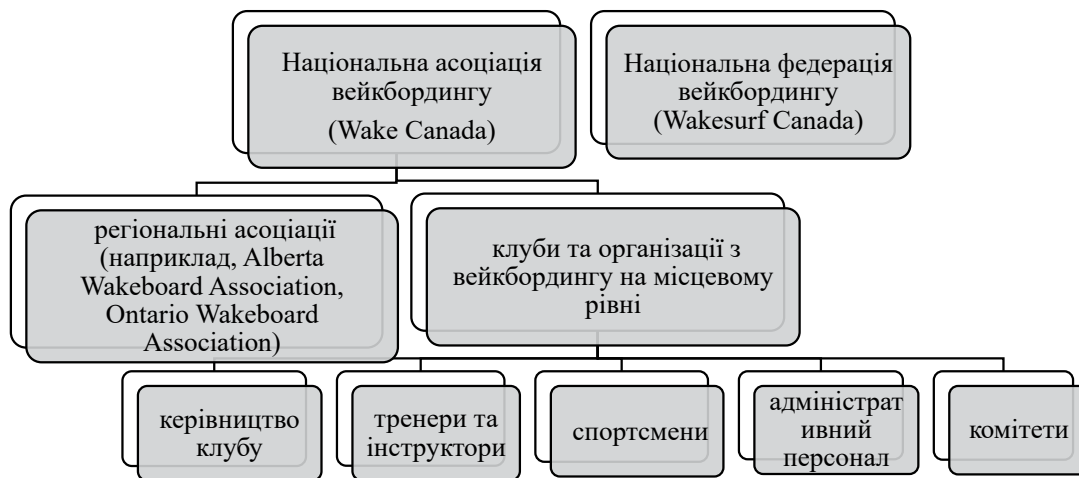 Національна асоціація
вейкбордингу
(Wake Canada)
Національна федерація
вейкбордингу
(Wakesurf Canada)
регіональні асоціації
(наприклад, Alberta
Wakeboard Association,
Ontario Wakeboard
Association)
клуби та організації з
вейкбордингу на місцевому
рівні
керівництво
клубу
тренери та
інструктори
спортсмени
адміністрат
ивний
персонал
комітети